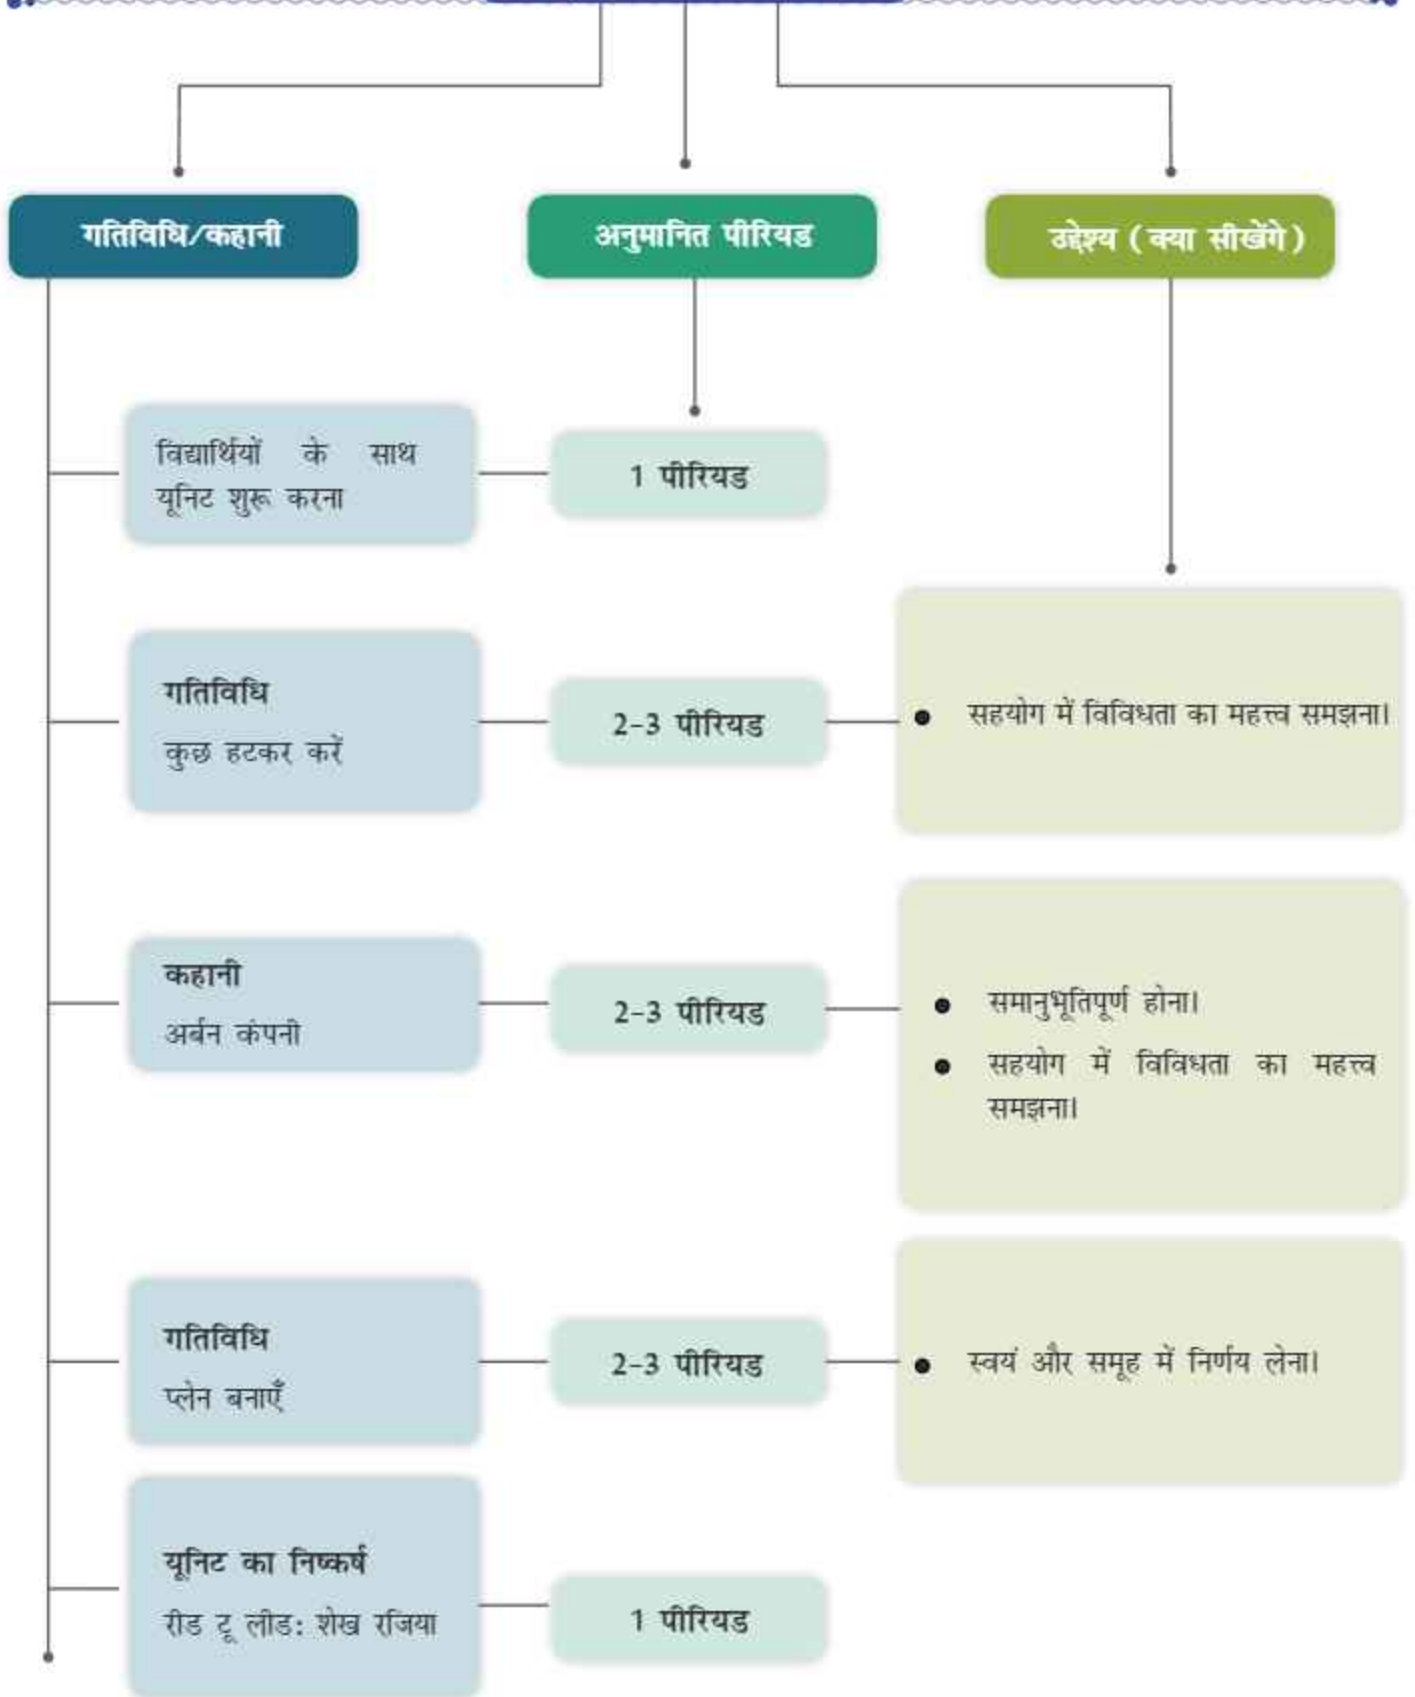 गतिविधि/कहानी
अनुमानित पीरियड
उद्देश्य ( क्या सीखेंगे )
विद्यार्थियों के साथ
यूनिट शुरू करना
1 पीरियड
गतिविधि
कुछ हटकर करें
2-3 पीरियड
● सहयोग में विविधता का महत्त्व समझना।
कहानी
अर्बन कंपनी
2-3 पीरियड
● समानुभूतिपूर्ण होना।
● सहयोग में विविधता का महत्त्व
समझना।
गतिविधि
प्लेन बनाएँ
2-3 पीरियड
● स्वयं और समूह में निर्णय लेना।
यूनिट का निष्कर्ष
रीड टू लीड: शेख रजिया
1 पीरियड